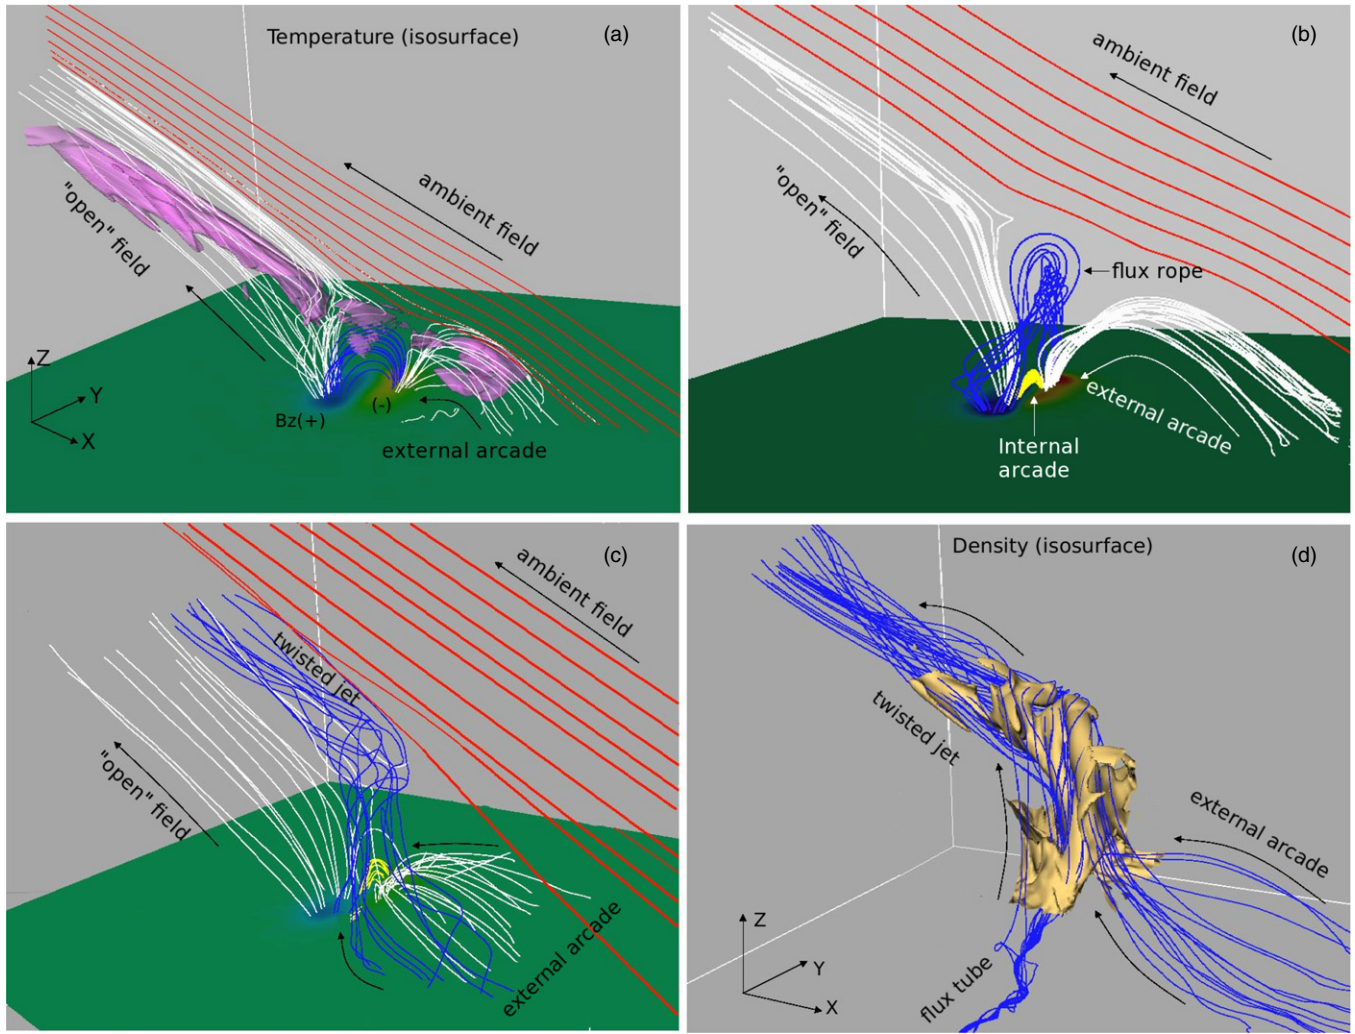 Temperature (isosurface)
(a)
ambient field
"open" field
Z
Y
X
Bz(+)
(-)
external arcade
(b)
ambient field
"open" field
flux rope
external arcade
Internal
arcade
(c)
ambient field
twisted jet
"open" field
external arcade
Density (isosurface)
(d)
twisted jet
external arcade
Z
Y
X
flux tube